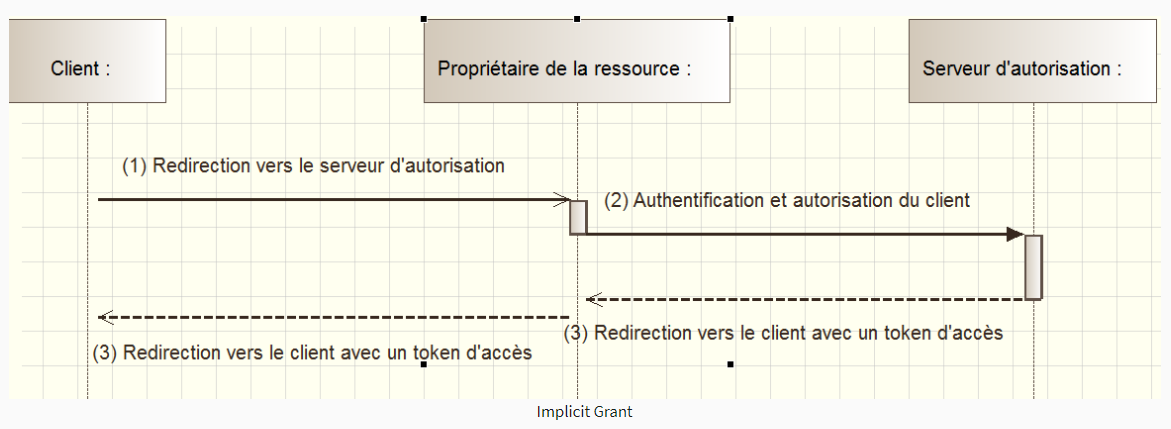 Client :
Propriétaire de la ressource :
Serveur d'autorisation :
(1) Redirection vers le serveur d'autorisation
(2) Authentification et autorisation du client
(3) Redirection vers le client avec un token d'accès
(3) Redirection vers le client avec un token d'accès
Implicit Grant